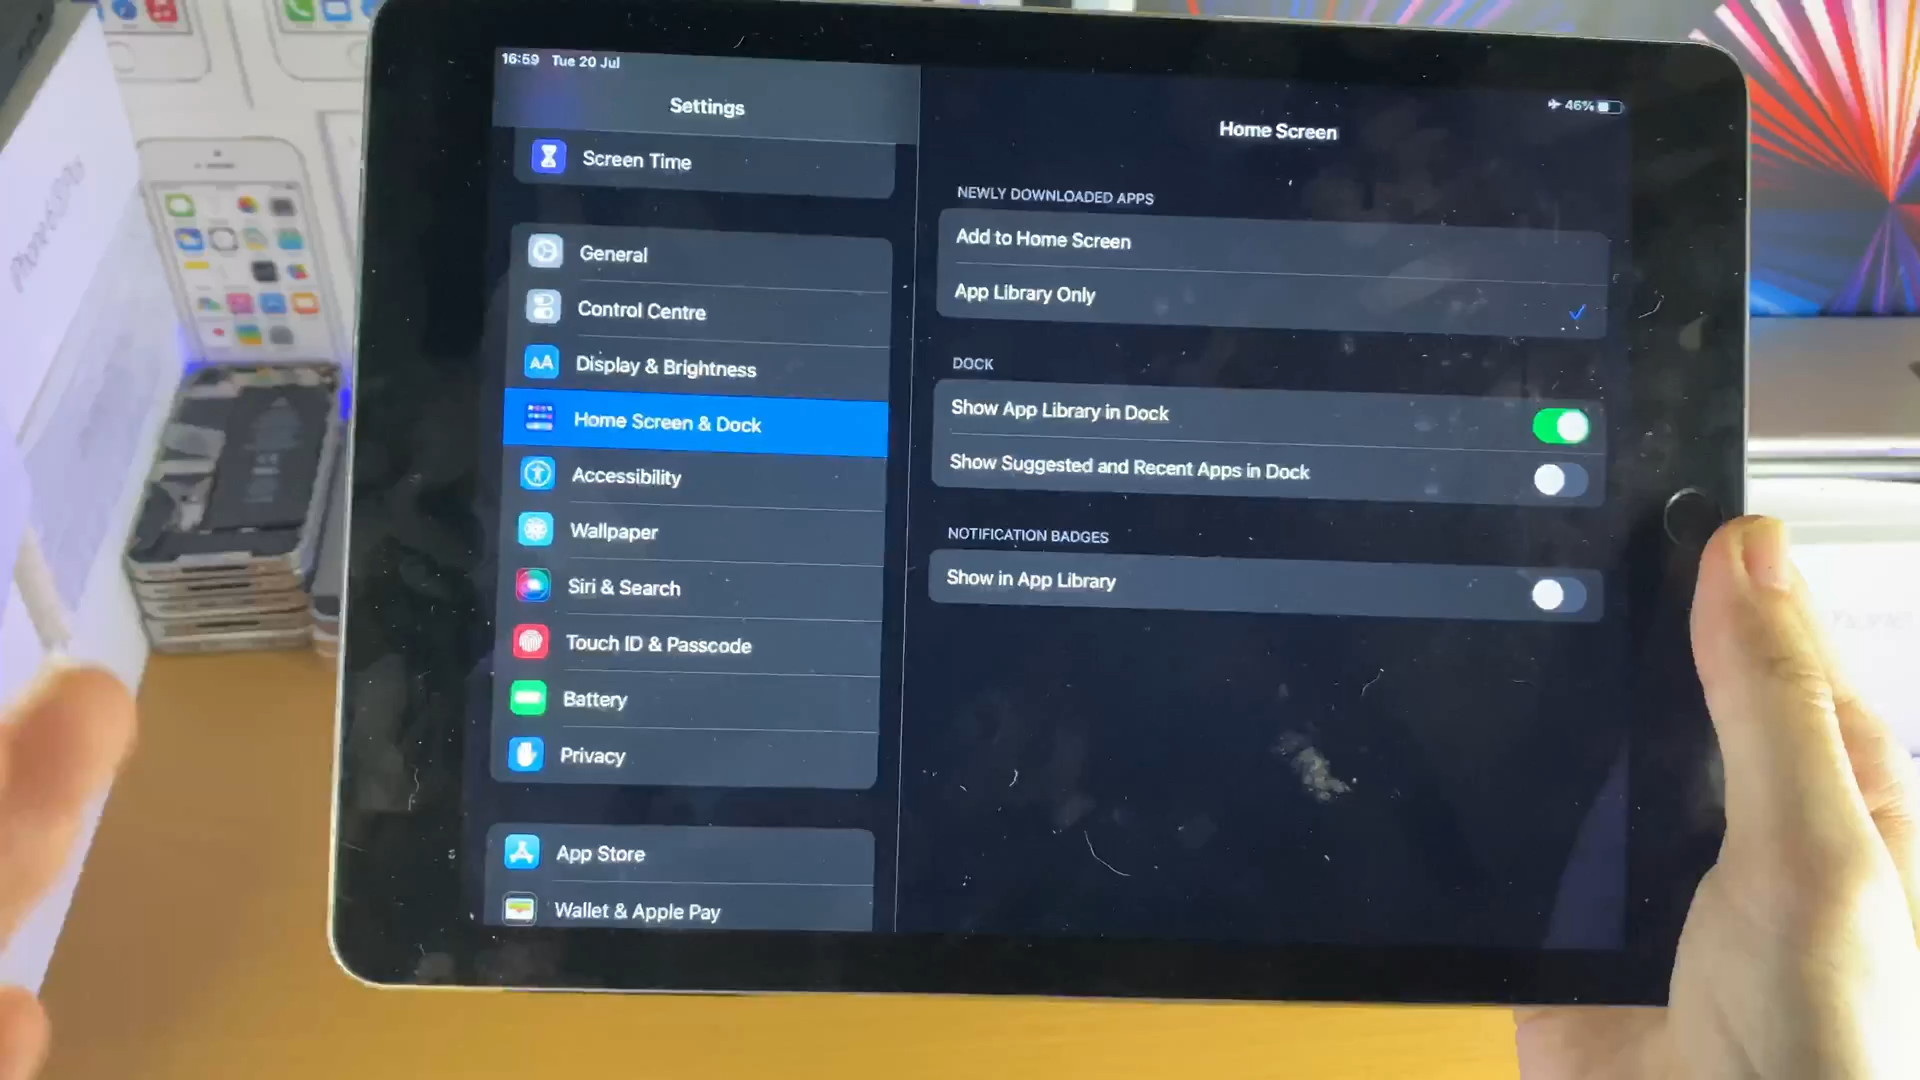 16:59 Tue 20 Jul
46%
Settings
Home Screen
Screen Time
General
Control Centre
Display & Brightness
Home Screen & Dock
Accessibility
Wallpaper
Siri & Search
Touch ID & Passcode
Battery
Privacy
App Store
Wallet & Apple Pay
NEWLY DOWNLOADED APPS
Add to Home Screen
App Library Only
DOCK
Show App Library in Dock
Show Suggested and Recent Apps in Dock
NOTIFICATION BADGES
Show in App Library